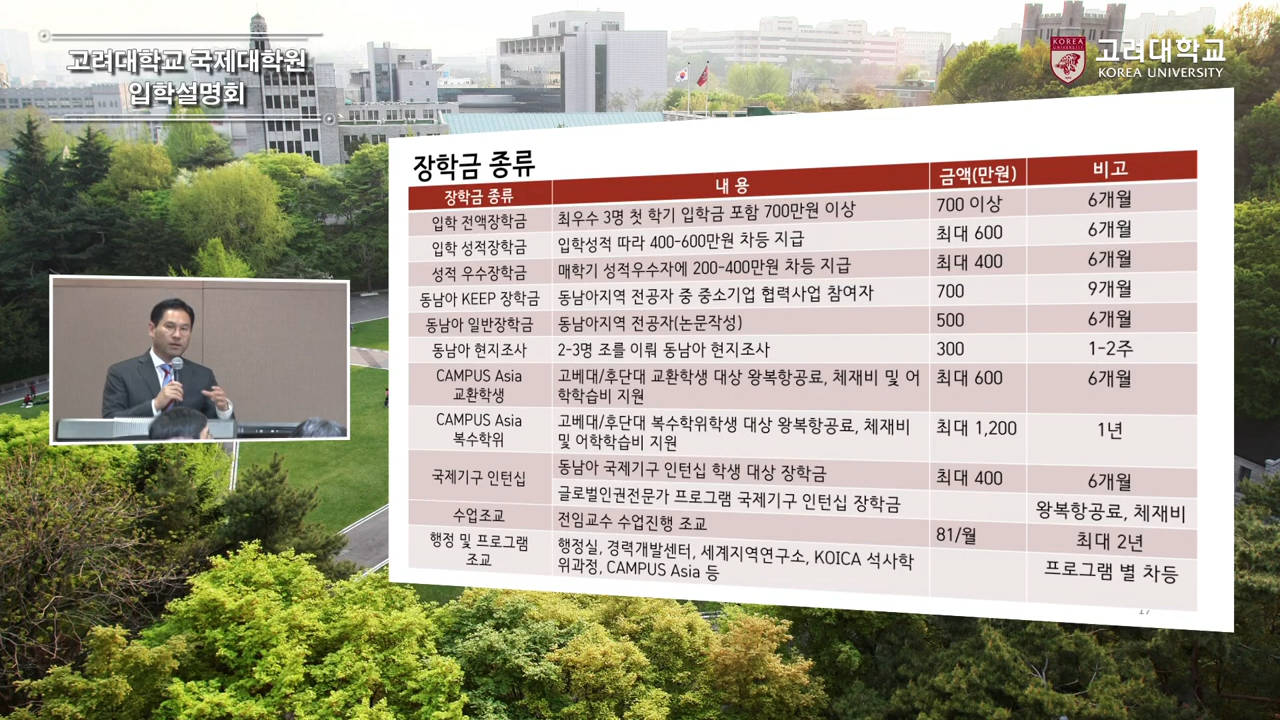 고려대학교 국제대학원
입학설명회
KOREA
고려대학교
KOREA UNIVERSITY
장학금 종류
장학금 종류 내 용 금액(만원) 비고
입학 전액장학금 최우수 3명 첫 학기 입학금 포함 700만원 이상 700 이상 6개월
입학 성적장학금 입학성적 따라 400-600만원 차등 지급 최대 600 6개월
성적 우수장학금 매학기 성적우수자에 200-400만원 차등 지급 최대 400 6개월
동남아 KEEP 장학금 동남아지역 전공자 중 중소기업 협력사업 참여자 700 9개월
동남아 일반장학금 동남아지역 전공자(논문작성) 500 6개월
동남아 현지조사 2-3명 조를 이뤄 동남아 현지조사 300 1-2주
CAMPUS Asia
교환학생
고베대/후단대 교환학생 대상 왕복항공료, 체재비 및 어
학학습비 지원
최대 600 6개월
CAMPUS Asia
복수학위
고베대/후단대 복수학위학생 대상 왕복항공료, 체재비
및 어학학습비 지원
최대 1,200 1년
국제기구 인턴십
동남아 국제기구 인턴십 학생 대상 장학금 최대 400 6개월
글로벌인권전문가 프로그램 국제기구 인턴십 장학금 왕복항공료, 체재비
수업조교 전임교수 수업진행 조교 81/월 최대 2년
행정 및 프로그램
조교
행정실, 경력개발센터, 세계지역연구소, KOICA 석사학
위과정, CAMPUS Asia 등
프로그램 별 차등